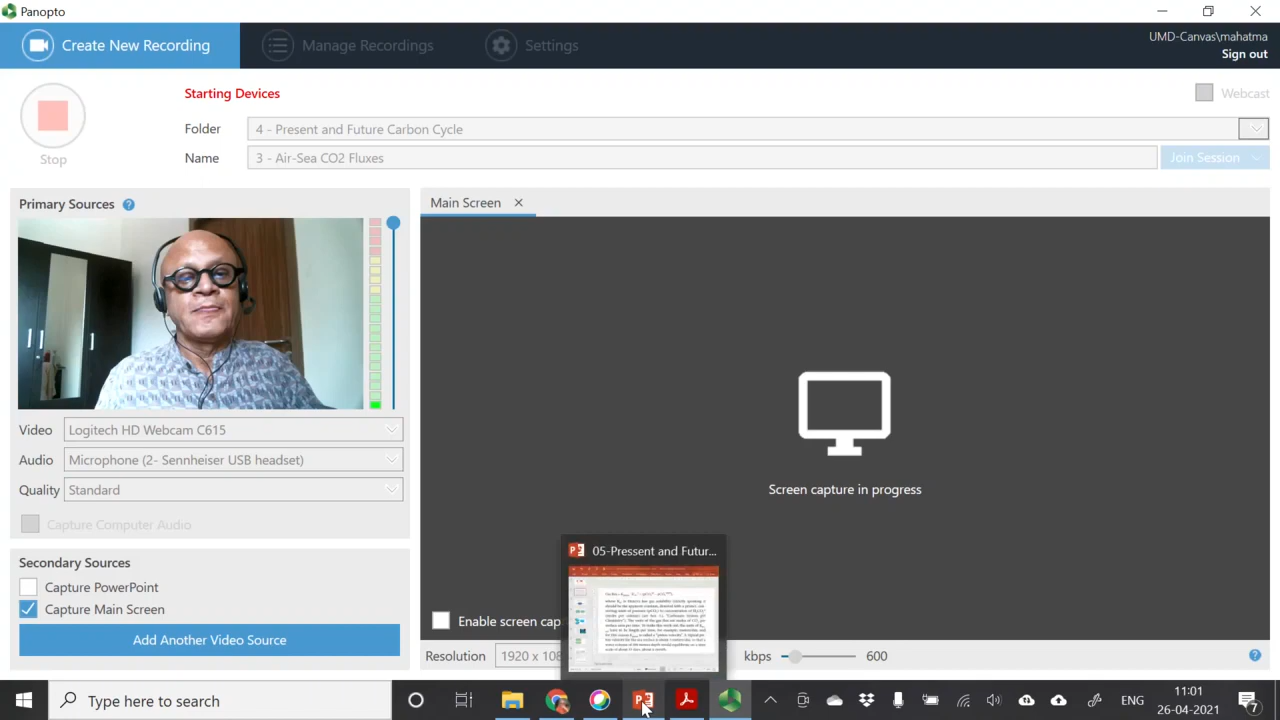 Panopto
Create New Recording
Manage Recordings
Settings
UMD-Canvas\mahatma
Sign out
Starting Devices
Webcast
Folder
4 - Present and Future Carbon Cycle
Stop
Name
3 - Air-Sea CO2 Fluxes
Join Session
Primary Sources
Main Screen
Video
Logitech HD Webcam C615
Audio
Microphone (2- Sennheiser USB headset)
Quality
Standard
Screen capture in progress
Capture Computer Audio
Secondary Sources
05-Pressent and Futur...
Capture PowerPoint
Capture Main Screen
Enable screen cap
Add Another Video Source
esolution
1920 x 108
kbps
600
Type here to search
ENG
11:01
26-04-2021
7